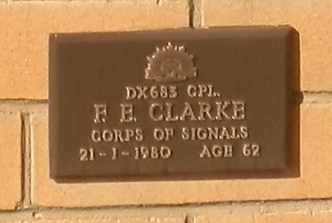 DX683 CPL.
F. E. CLARKE
CORPS OF SIGNALS
21-1-1980 AGE 62